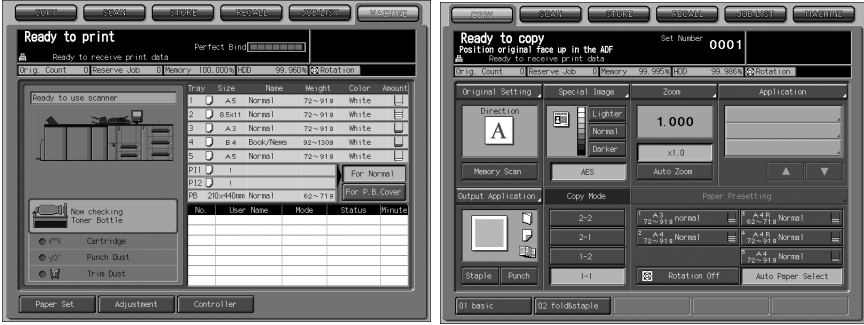 COPY SCAN STORE RECALL JOB LIST MACHINE
Ready to print
Perfect Bind
Ready to receive print data
Orig. Count 0 Reserve Job 0 Memory 100.000% HDD 99.960% Rotation
Ready to use scanner
Tray Size Name Weight Color Amount
1 A5 Normal 72~91g White
2 8.5x11 Normal 72~91g White
3 A3 Normal 72~91g White
4 B4 Book/News 92~130g White
5 A5 Normal 72~91g White
PI1 !
PI2 !
PB 210x440mm Normal 62~71g
For Normal
For P.B.Cover
Now checking
Toner Bottle
Cartridge
Punch Dust
Trim Dust
No. User Name Mode Status Minute
Paper Set Adjustment Controller
COPY SCAN STORE RECALL JOB LIST MACHINE
Ready to copy
Position original face up in the ADF
Ready to receive print data
Set Number 0001
Orig. Count 0 Reserve Job 0 Memory 99.995% HDD 99.986% Rotation
Original Setting Special Image Zoom Application
Direction
A
Lighter
Normal
Darker
1.000
x1.0
Memory Scan AES Auto Zoom
Output Application Copy Mode Paper Presetting
2-2
2-1
1-2
1-1
1 A3 72~91g normal
2 A4 72~91g Normal
3 A4R 62~71g Normal
4 A4R 72~91g Normal
5 A4 72~91g Normal
Staple Punch
Rotation Off Auto Paper Select
01 basic 02 fold&staple